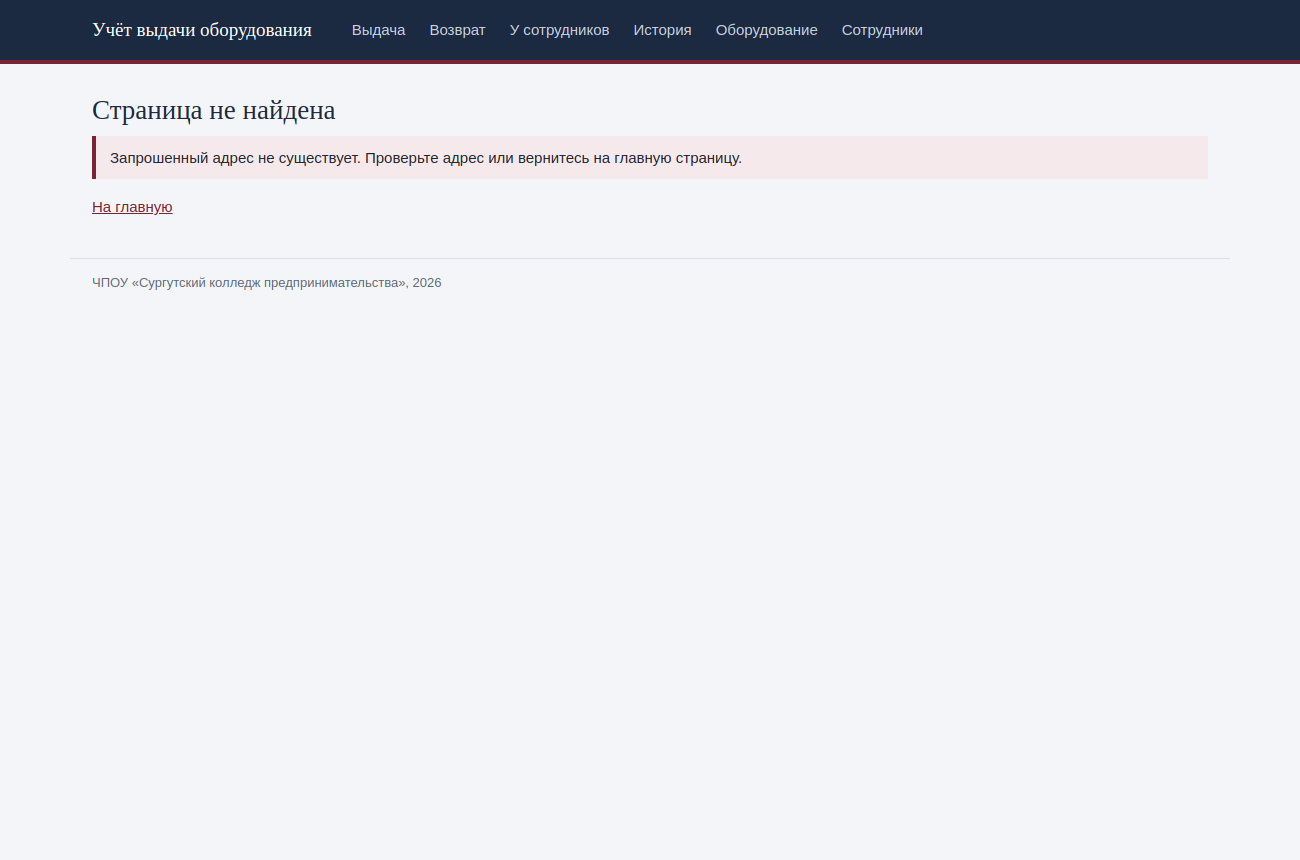 Учёт выдачи оборудования Выдача Возврат У сотрудников История Оборудование Сотрудники
Страница не найдена
Запрошенный адрес не существует. Проверьте адрес или вернитесь на главную страницу.
На главную
ЧПОУ «Сургутский колледж предпринимательства», 2026